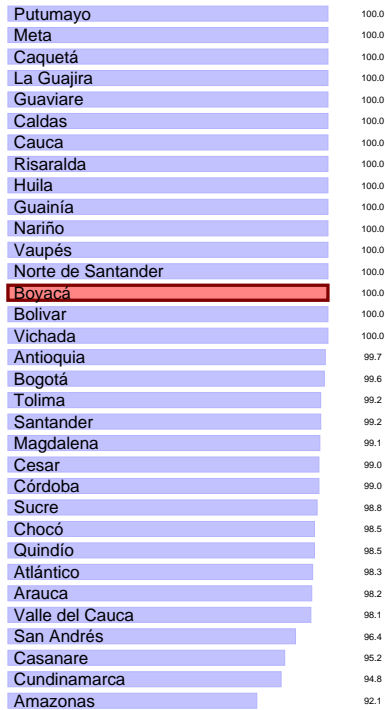 Putumayo 100.0
Meta 100.0
Caquetá 100.0
La Guajira 100.0
Guaviare 100.0
Caldas 100.0
Cauca 100.0
Risaralda 100.0
Huila 100.0
Guainía 100.0
Nariño 100.0
Vaupés 100.0
Norte de Santander 100.0
Boyacá 100.0
Bolivar 100.0
Vichada 100.0
Antioquia 99.7
Bogotá 99.6
Tolima 99.2
Santander 99.2
Magdalena 99.1
Cesar 99.0
Córdoba 99.0
Sucre 98.8
Chocó 98.5
Quindío 98.5
Atlántico 98.3
Arauca 98.2
Valle del Cauca 98.1
San Andrés 96.4
Casanare 95.2
Cundinamarca 94.8
Amazonas 92.1